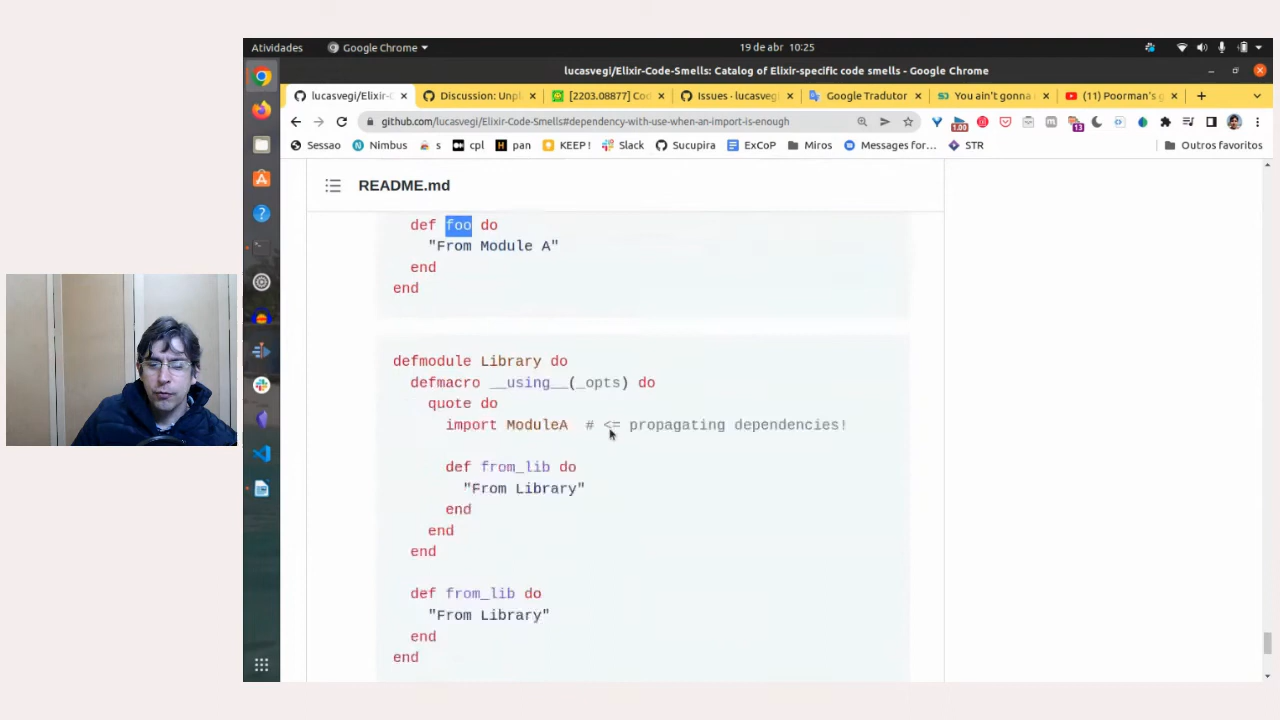 Atividades
Google Chrome
19 de abr 10:25
lucasvegi/Elixir-Code-Smells: Catalog of Elixir-specific code smells - Google Chrome
lucasvegi/Elixir-C
Discussion: Unpl
[2203.08877] Co
Issues · lucasveg
Google Tradutor
You ain't gonna
(11) Poorman's g
github.com/lucasvegi/Elixir-Code-Smells#dependency-with-use-when-an-import-is-enough
1.00
13
Sessao
Nimbus
s
cpl
pan
KEEP!
Slack
Sucupira
ExCoP
Miros
Messages for...
STR
Outros favoritos
README.md
def foo do
"From Module A"
end
end
defmodule Library do
defmacro __using__(_opts) do
quote do
import ModuleA # <= propagating dependencies!
def from_lib do
"From Library"
end
end
end
def from_lib do
"From Library"
end
end